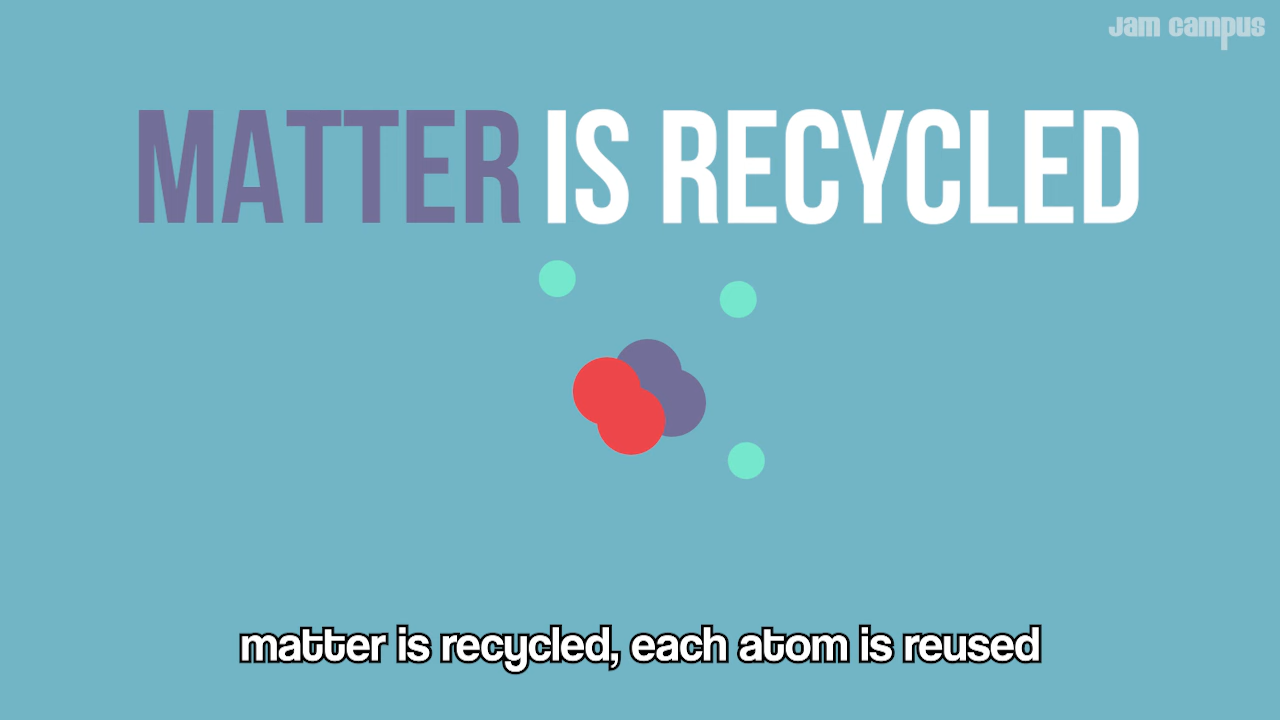 Jam campus
MATTER IS RECYCLED
matter is recycled, each atom is reused